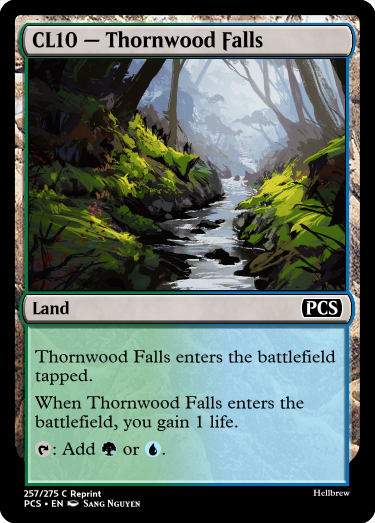 CL10 — Thornwood Falls
Land
PCS
Thornwood Falls enters the battlefield
tapped.
When Thornwood Falls enters the
battlefield, you gain 1 life.
: Add or .
257/275 C Reprint
Hellbrew
PCS • EN Sang Nguyen